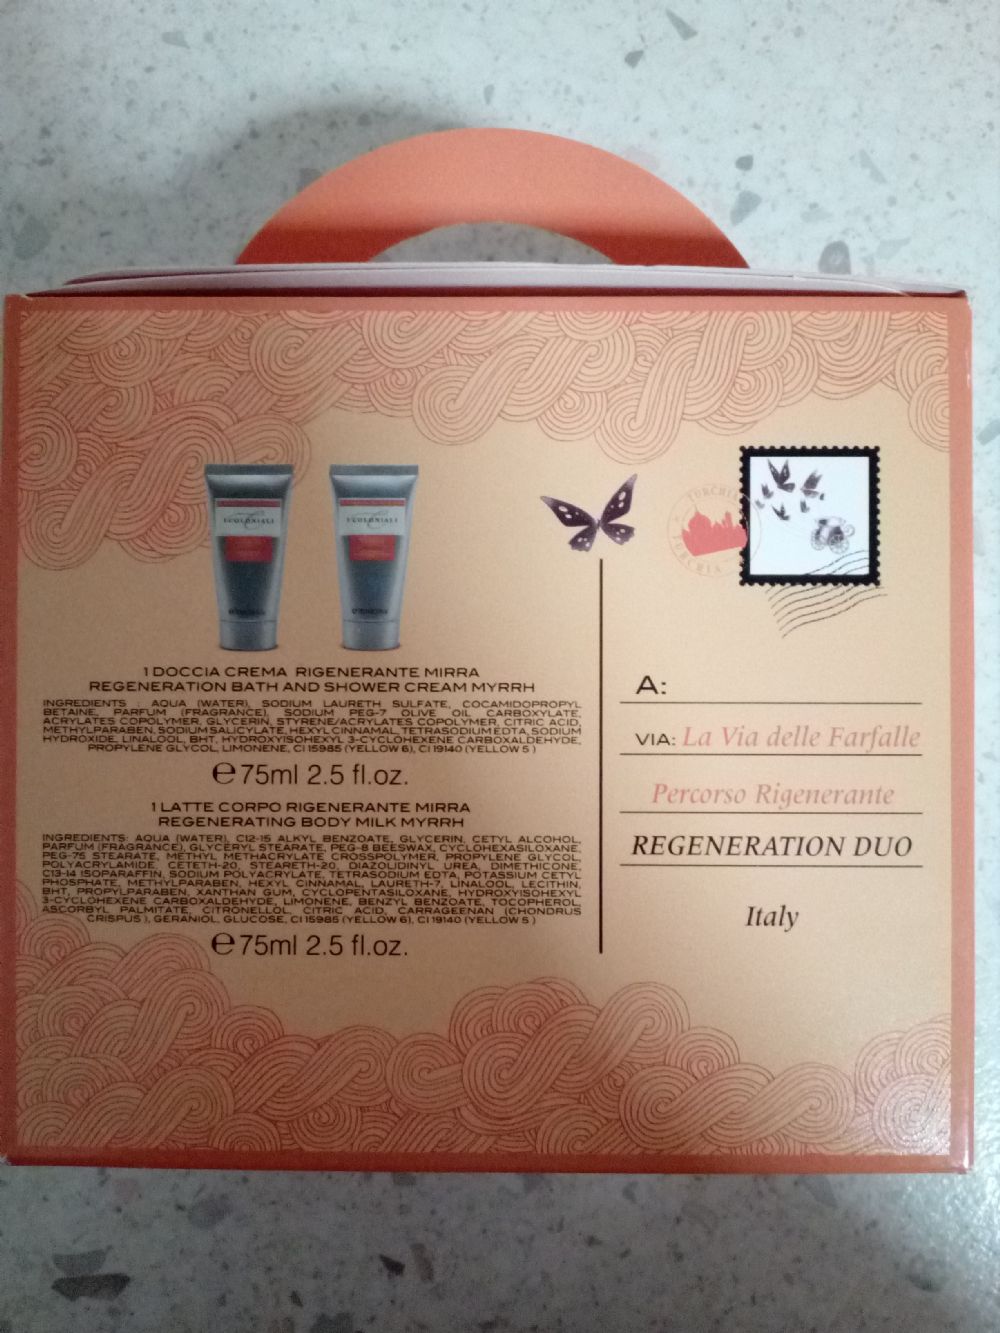 I COLONIALI
I COLONIALI
TURCHIA
TURCHIA
1 DOCCIA CREMA RIGENERANTE MIRRA
REGENERATION BATH AND SHOWER CREAM MYRRH
INGREDIENTS : AQUA (WATER), SODIUM LAURETH SULFATE, COCAMIDOPROPYL
BETAINE, PARFUM (FRAGRANCE), SODIUM PEG-7 OLIVE OIL CARBOXYLATE,
ACRYLATES COPOLYMER, GLYCERIN, STYRENE/ACRYLATES COPOLYMER, CITRIC ACID,
METHYLPARABEN, SODIUM SALICYLATE, HEXYL CINNAMAL, TETRASODIUM EDTA, SODIUM
HYDROXIDE, LINALOOL, BHT, HYDROXYISOHEXYL 3-CYCLOHEXENE CARBOXALDEHYDE,
PROPYLENE GLYCOL, LIMONENE, CI 15985 (YELLOW 6), CI 19140 (YELLOW 5 )
℮75ml 2.5 fl.oz.
1 LATTE CORPO RIGENERANTE MIRRA
REGENERATING BODY MILK MYRRH
INGREDIENTS: AQUA (WATER), C12-15 ALKYL BENZOATE, GLYCERIN, CETYL ALCOHOL,
PARFUM (FRAGRANCE), GLYCERYL STEARATE, PEG-8 BEESWAX, CYCLOHEXASILOXANE,
PEG-75 STEARATE, METHYL METHACRYLATE CROSSPOLYMER, PROPYLENE GLYCOL,
POLYACRYLAMIDE, CETETH-20, STEARETH-20, DIAZOLIDINYL UREA, DIMETHICONE,
C13-14 ISOPARAFFIN, SODIUM POLYACRYLATE, TETRASODIUM EDTA, POTASSIUM CETYL
PHOSPHATE, METHYLPARABEN, HEXYL CINNAMAL, LAURETH-7, LINALOOL, LECITHIN,
BHT, PROPYLPARABEN, XANTHAN GUM, CYCLOPENTASILOXANE, HYDROXYISOHEXYL
3-CYCLOHEXENE CARBOXALDEHYDE, LIMONENE, BENZYL BENZOATE, TOCOPHEROL,
ASCORBYL PALMITATE, CITRONELLOL, CITRIC ACID, CARRAGEENAN (CHONDRUS
CRISPUS ), GERANIOL, GLUCOSE, CI 15985 (YELLOW 6), CI 19140 (YELLOW 5 )
℮75ml 2.5 fl.oz.
A:
VIA: La Via delle Farfalle
Percorso Rigenerante
REGENERATION DUO
Italy